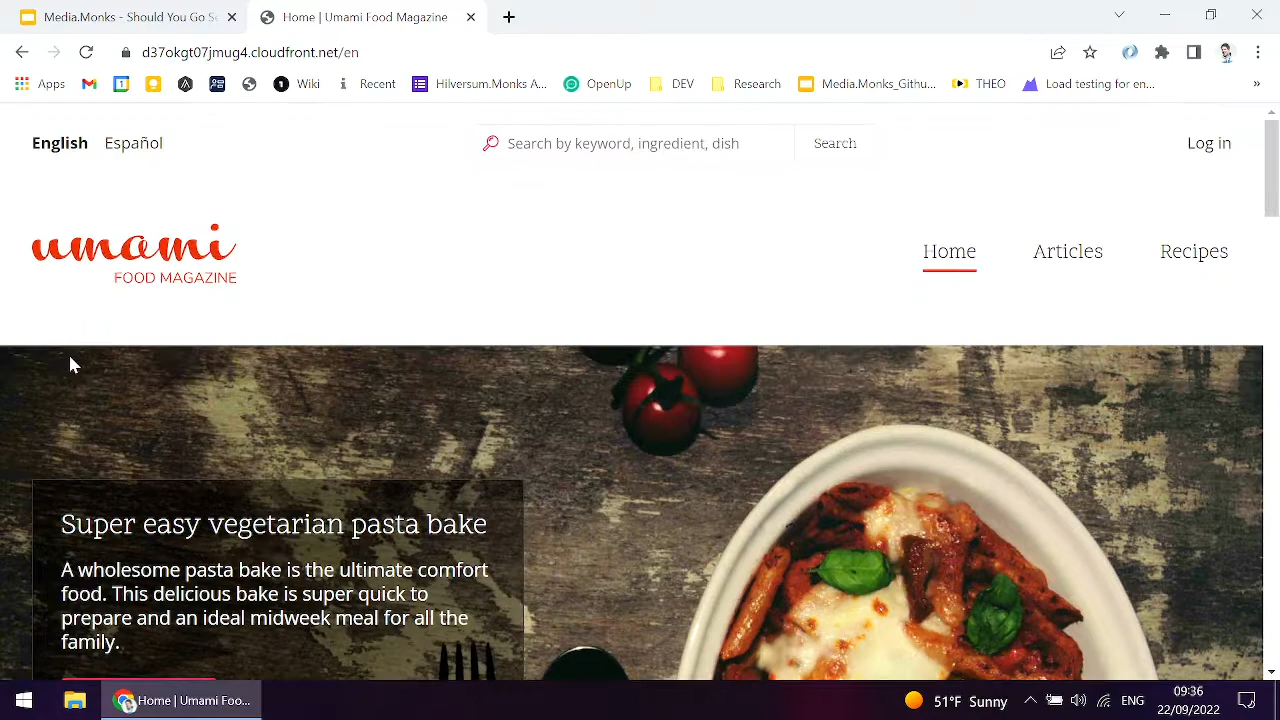 Media.Monks - Should You Go S
Home | Umami Food Magazine
d37okgt07jmug4.cloudfront.net/en
Apps
Wiki
Recent
Hilversum.Monks A...
OpenUp
DEV
Research
Media.Monks_Githu...
THEO
Load testing for en...
»
English
Español
Search by keyword, ingredient, dish
Search
Log in
umami
FOOD MAGAZINE
Home
Articles
Recipes
Super easy vegetarian pasta bake
A wholesome pasta bake is the ultimate comfort
food. This delicious bake is super quick to
prepare and an ideal midweek meal for all the
family.
Home | Umami Foo...
51°F Sunny
ENG
09:36
22/09/2022